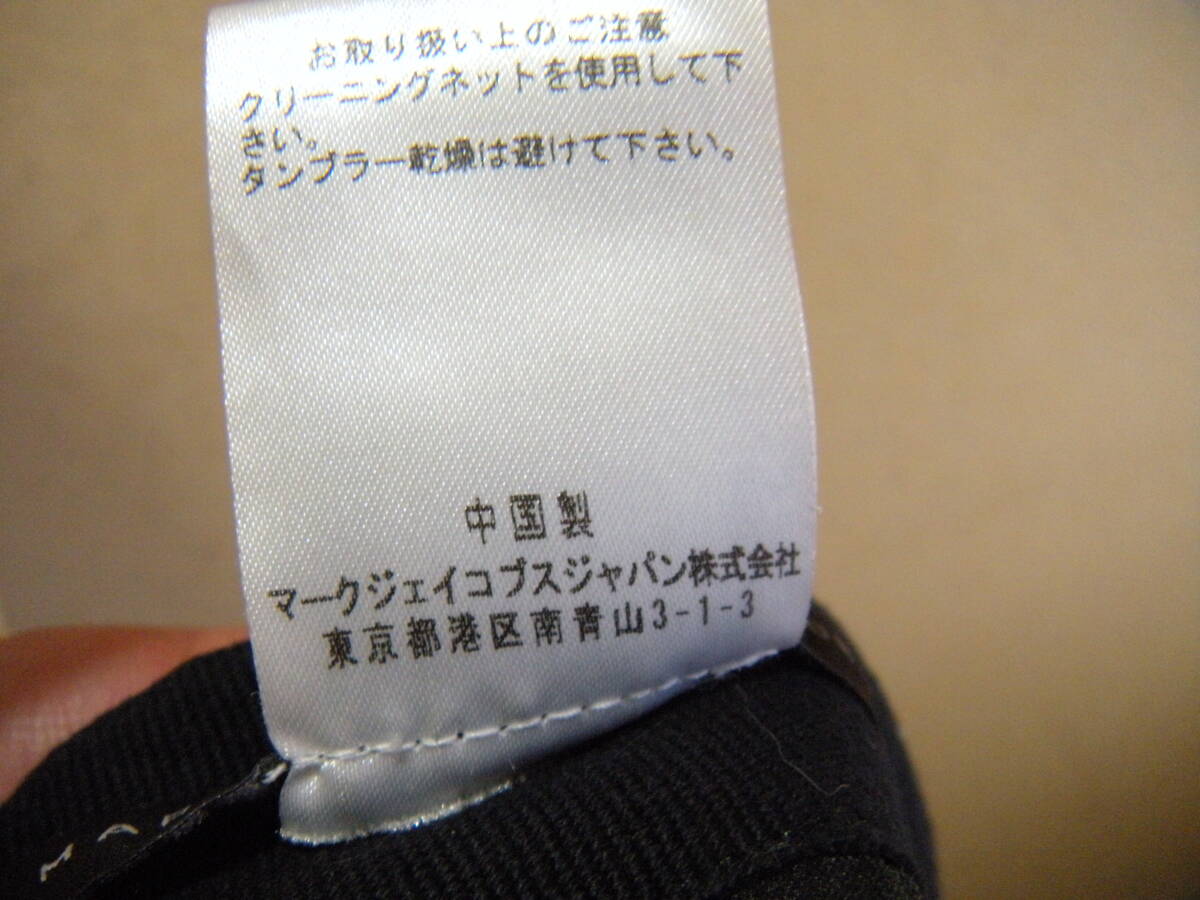 お取り扱い上のご注意
クリーニングネットを使用して下
さい。
タンブラー乾燥は避けて下さい。
中国製
マークジェイコブスジャパン株式会社
東京都港区南青山3-1-3